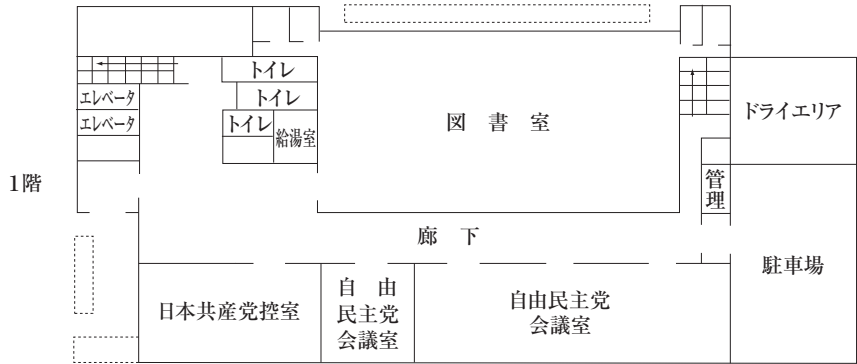 トイレ
エレベータ
トイレ
エレベータ
トイレ
給湯室
図書室
ドライエリア
1階
管理
廊下
駐車場
日本共産党控室
自由
民主党
会議室
自由民主党
会議室